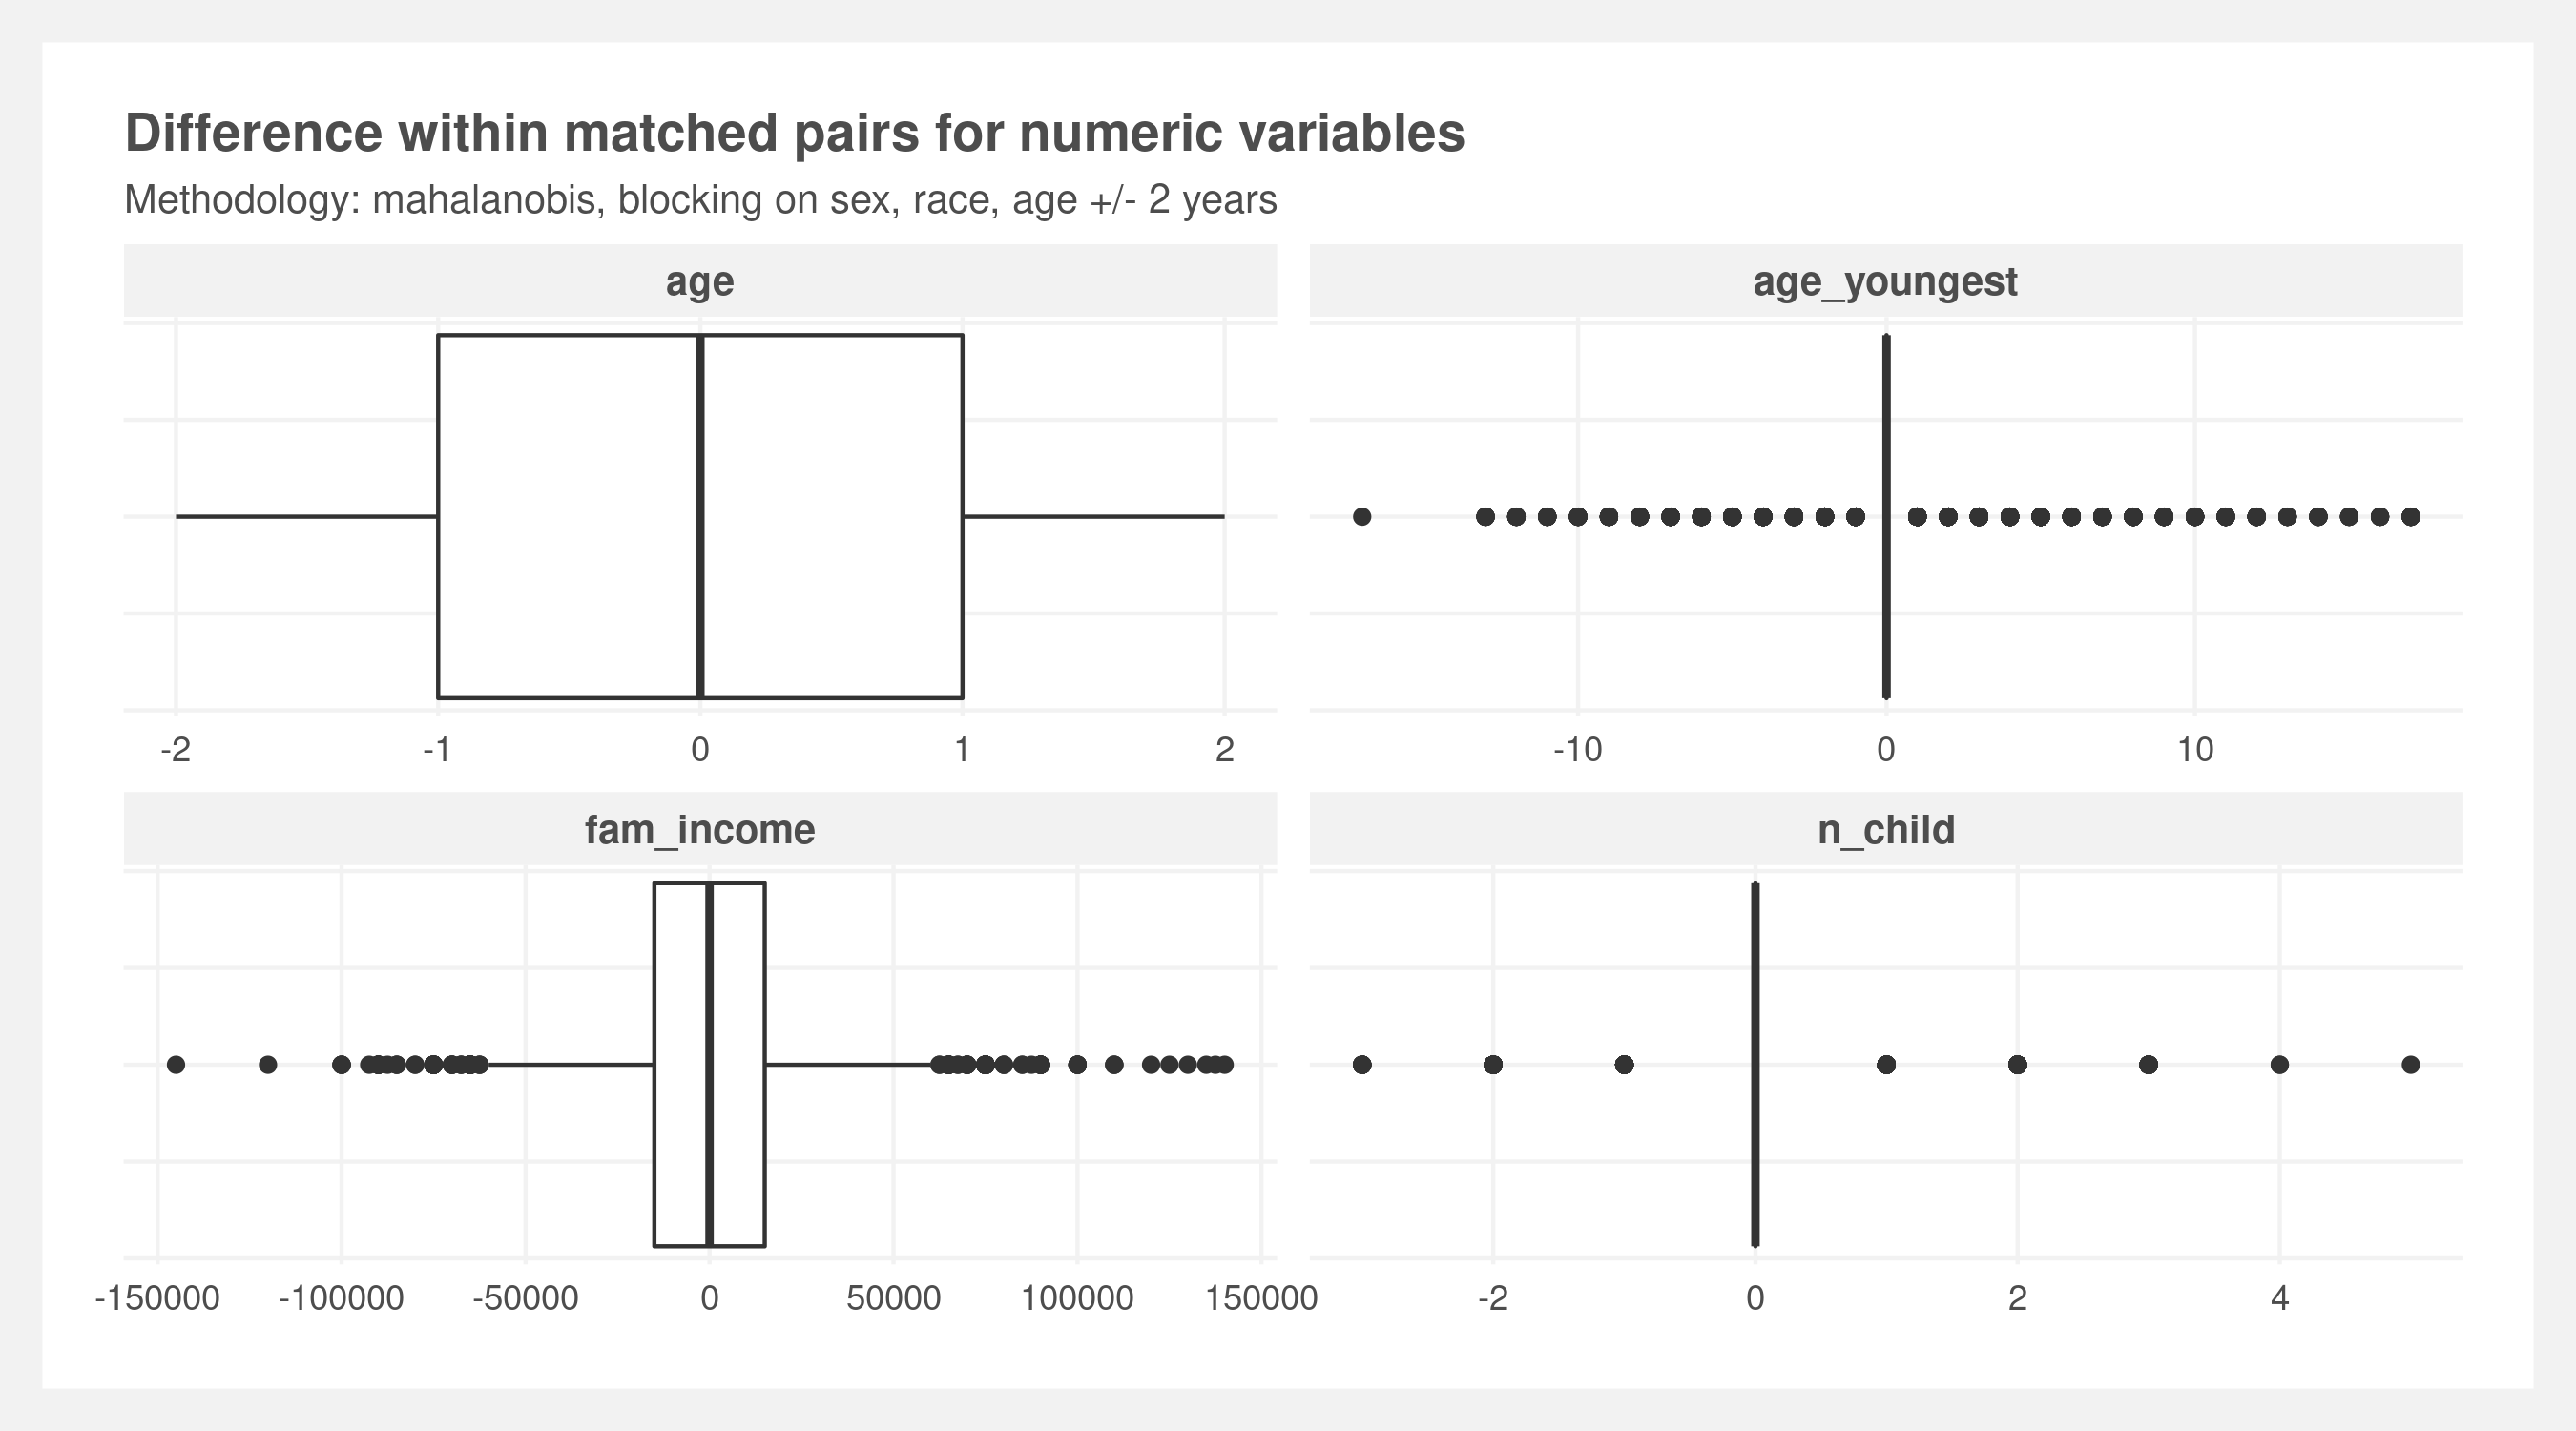 Difference within matched pairs for numeric variables
Methodology: mahalanobis, blocking on sex, race, age +/- 2 years
age
age_youngest
-2 -1 0 1 2
-10 0 10
fam_income
n_child
-150000 -100000 -50000 0 50000 100000 150000
-2 0 2 4